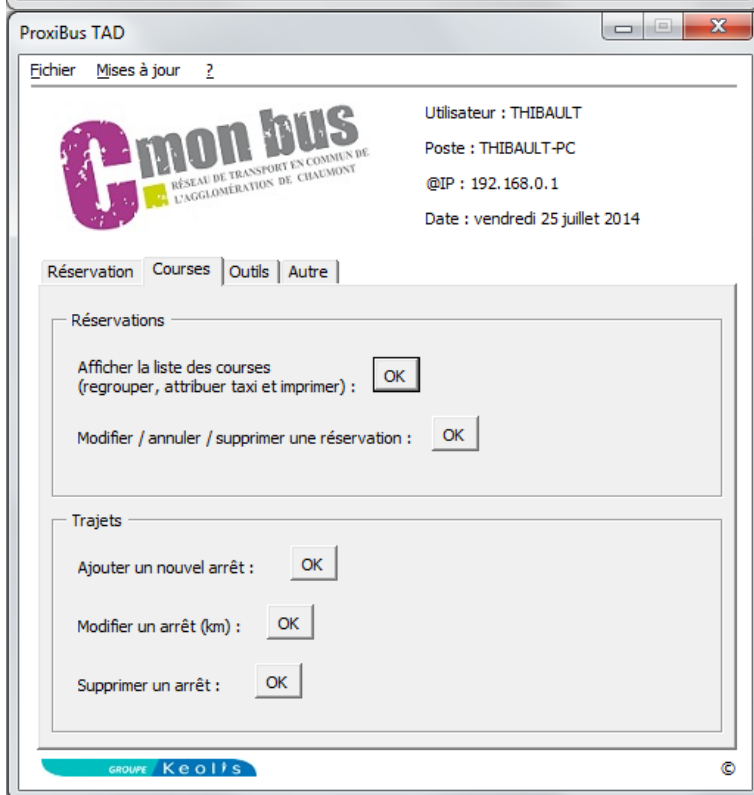 ProxiBus TAD
Fichier Mises à jour ?
Cmon bus
RÉSEAU DE TRANSPORT EN COMMUN DE
L'AGGLOMÉRATION DE CHAUMONT
Utilisateur : THIBAULT
Poste : THIBAULT-PC
@IP : 192.168.0.1
Date : vendredi 25 juillet 2014
Réservation Courses Outils Autre
Réservations
Afficher la liste des courses
(regrouper, attribuer taxi et imprimer) : OK
Modifier / annuler / supprimer une réservation : OK
Trajets
Ajouter un nouvel arrêt : OK
Modifier un arrêt (km) : OK
Supprimer un arrêt : OK
GROUPE Keolis ©